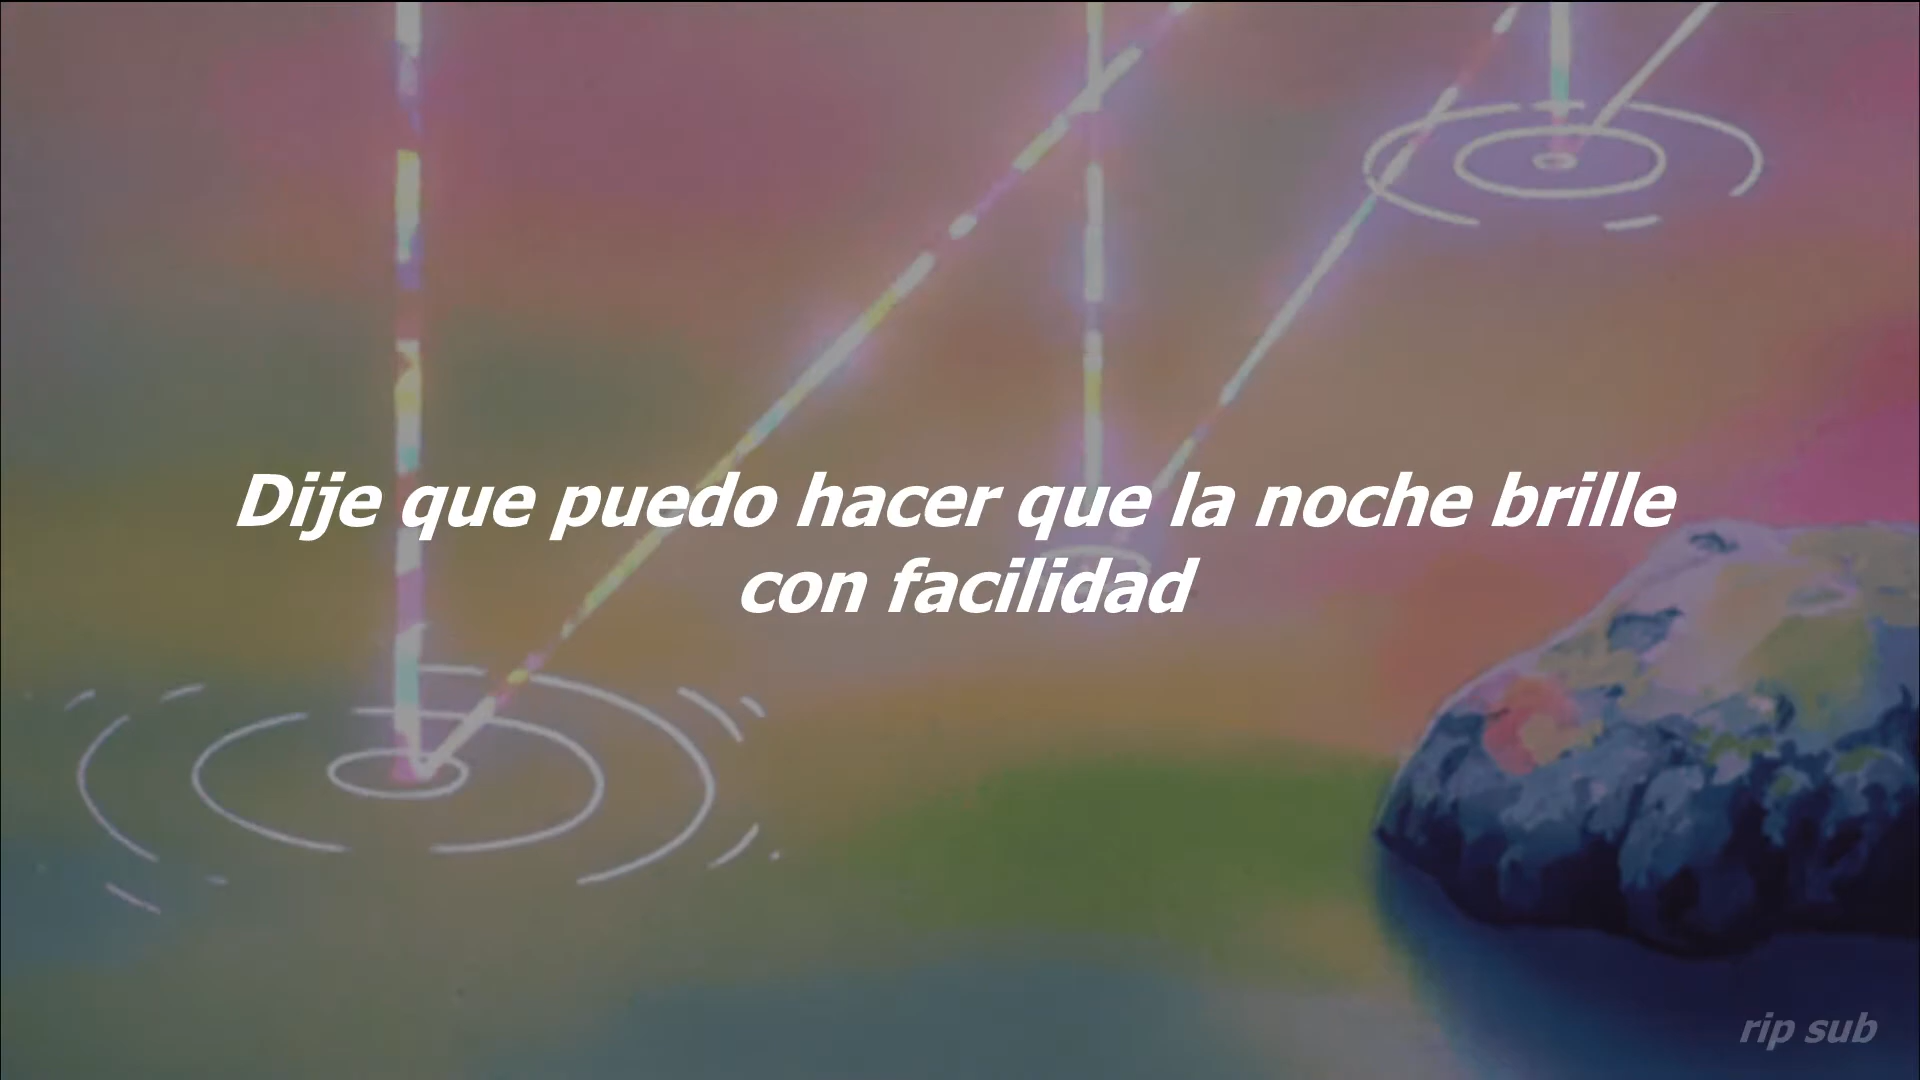 Dije que puedo hacer que la noche brille
con facilidad
rip sub